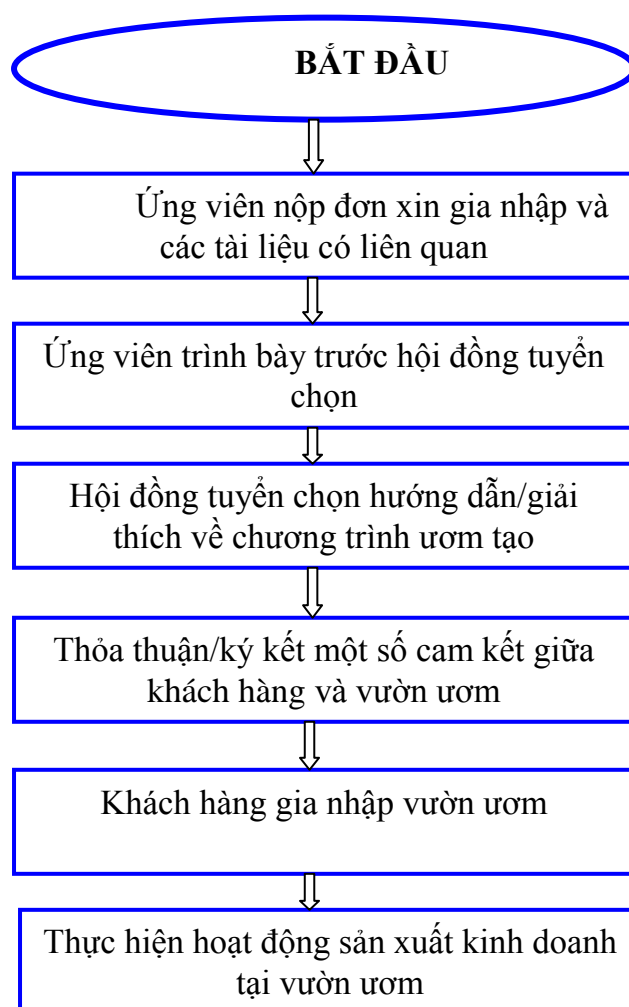 BẮT ĐẦU
Ứng viên nộp đơn xin gia nhập và
các tài liệu có liên quan
Ứng viên trình bày trước hội đồng tuyển
chọn
Hội đồng tuyển chọn hướng dẫn/giải
thích về chương trình ươm tạo
Thỏa thuận/ký kết một số cam kết giữa
khách hàng và vườn ươm
Khách hàng gia nhập vườn ươm
Thực hiện hoạt động sản xuất kinh doanh
tại vườn ươm